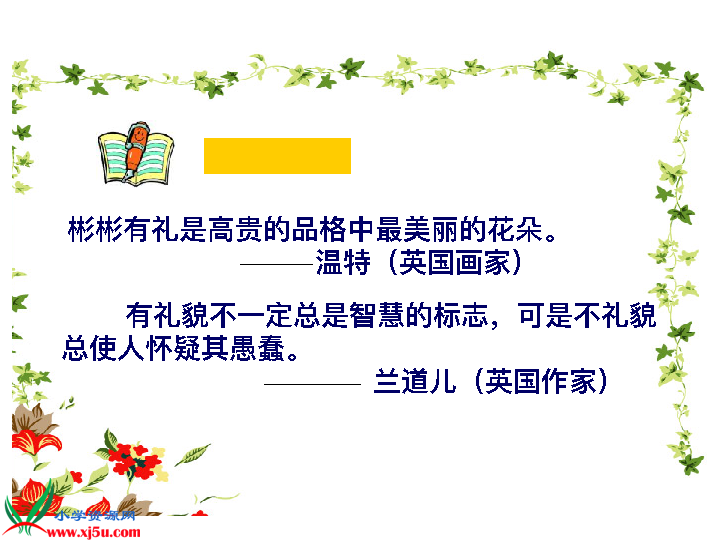 彬彬有礼是高贵的品格中最美丽的花朵。
———温特（英国画家）
有礼貌不一定总是智慧的标志，可是不礼貌
总使人怀疑其愚蠢。
———— 兰道儿（英国作家）
小学资源网
www.xj5u.com